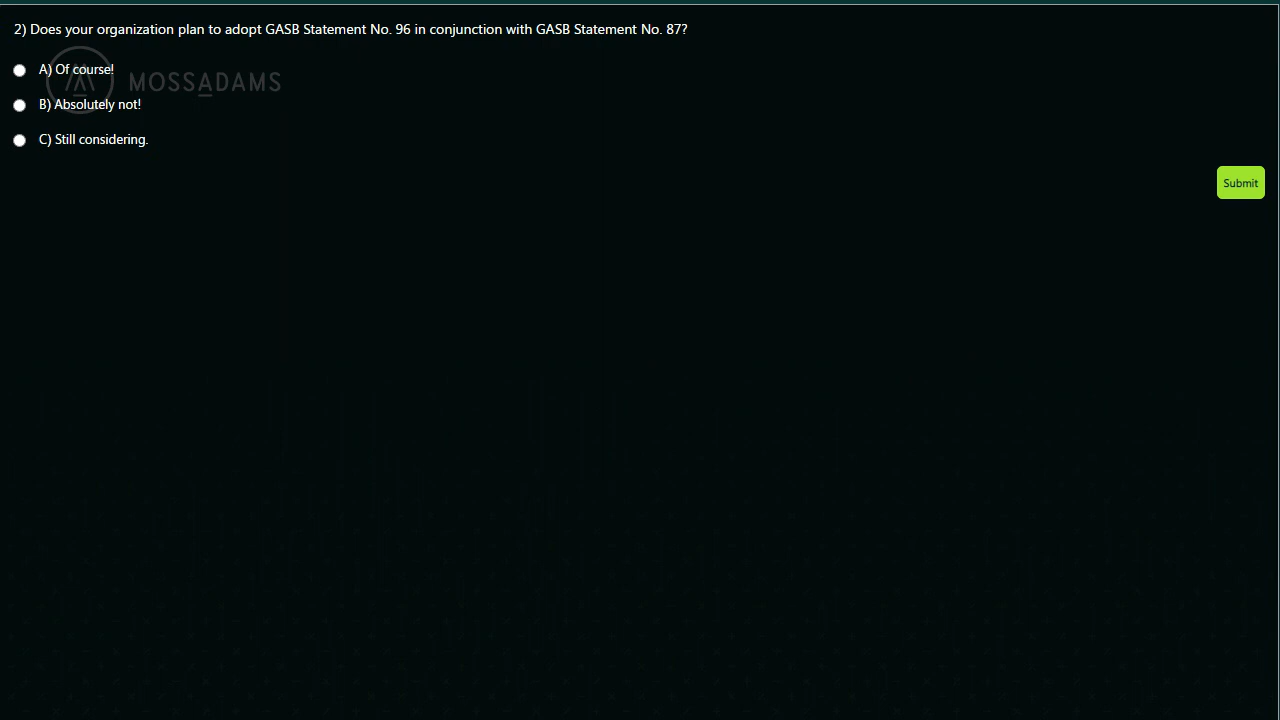 2) Does your organization plan to adopt GASB Statement No. 96 in conjunction with GASB Statement No. 87?
A) Of course!
MOSSADAMS
B) Absolutely not!
C) Still considering.
Submit